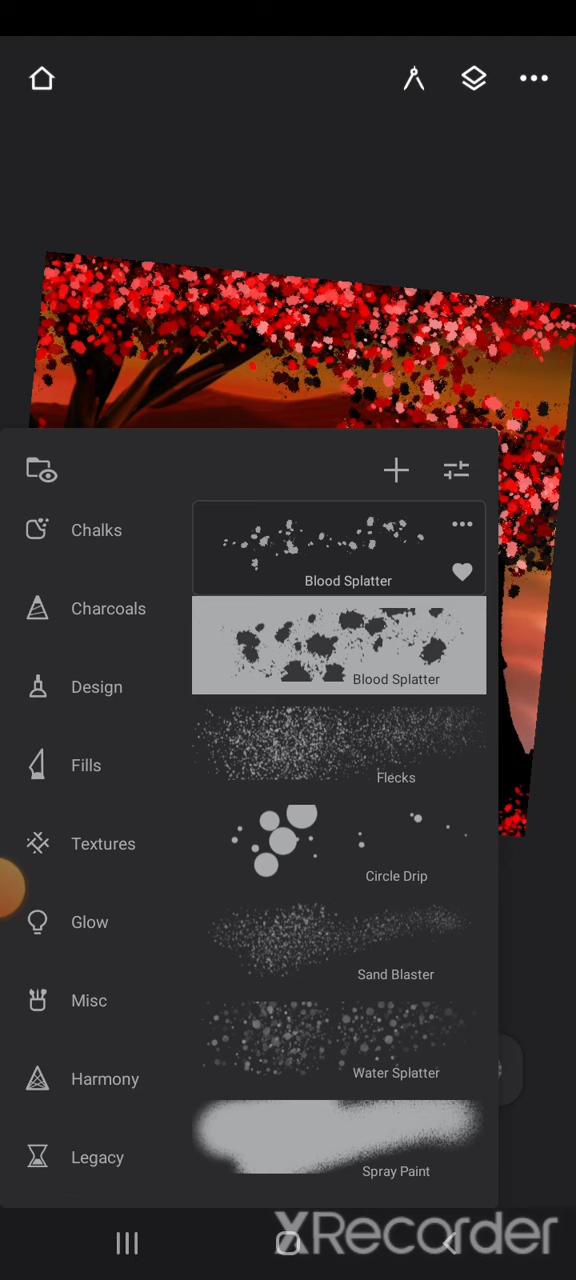 Chalks
Charcoals
Design
Fills
Textures
Glow
Misc
Harmony
Legacy
Blood Splatter
Blood Splatter
Flecks
Circle Drip
Sand Blaster
Water Splatter
Spray Paint
XRecorder